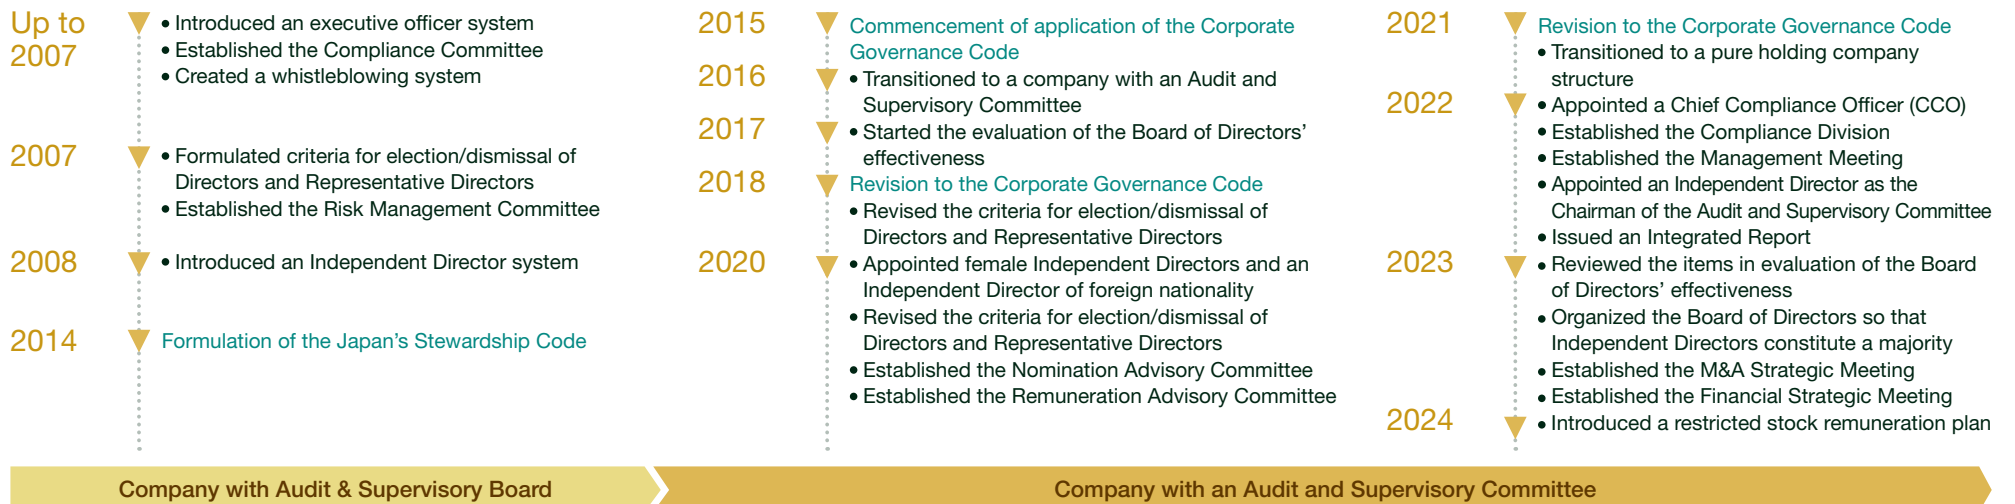 Up to
2007
• Introduced an executive officer system
• Established the Compliance Committee
• Created a whistleblowing system
2007
• Formulated criteria for election/dismissal of
Directors and Representative Directors
• Established the Risk Management Committee
2008
• Introduced an Independent Director system
2014
Formulation of the Japan’s Stewardship Code
2015
Commencement of application of the Corporate
Governance Code
2016
• Transitioned to a company with an Audit and
Supervisory Committee
2017
• Started the evaluation of the Board of Directors’
effectiveness
2018
Revision to the Corporate Governance Code
• Revised the criteria for election/dismissal of
Directors and Representative Directors
2020
• Appointed female Independent Directors and an
Independent Director of foreign nationality
• Revised the criteria for election/dismissal of
Directors and Representative Directors
• Established the Nomination Advisory Committee
• Established the Remuneration Advisory Committee
2021
Revision to the Corporate Governance Code
• Transitioned to a pure holding company
structure
2022
• Appointed a Chief Compliance Officer (CCO)
• Established the Compliance Division
• Established the Management Meeting
• Appointed an Independent Director as the
Chairman of the Audit and Supervisory Committee
• Issued an Integrated Report
2023
• Reviewed the items in evaluation of the Board
of Directors’ effectiveness
• Organized the Board of Directors so that
Independent Directors constitute a majority
• Established the M&A Strategic Meeting
• Established the Financial Strategic Meeting
2024
• Introduced a restricted stock remuneration plan
Company with Audit & Supervisory Board
Company with an Audit and Supervisory Committee